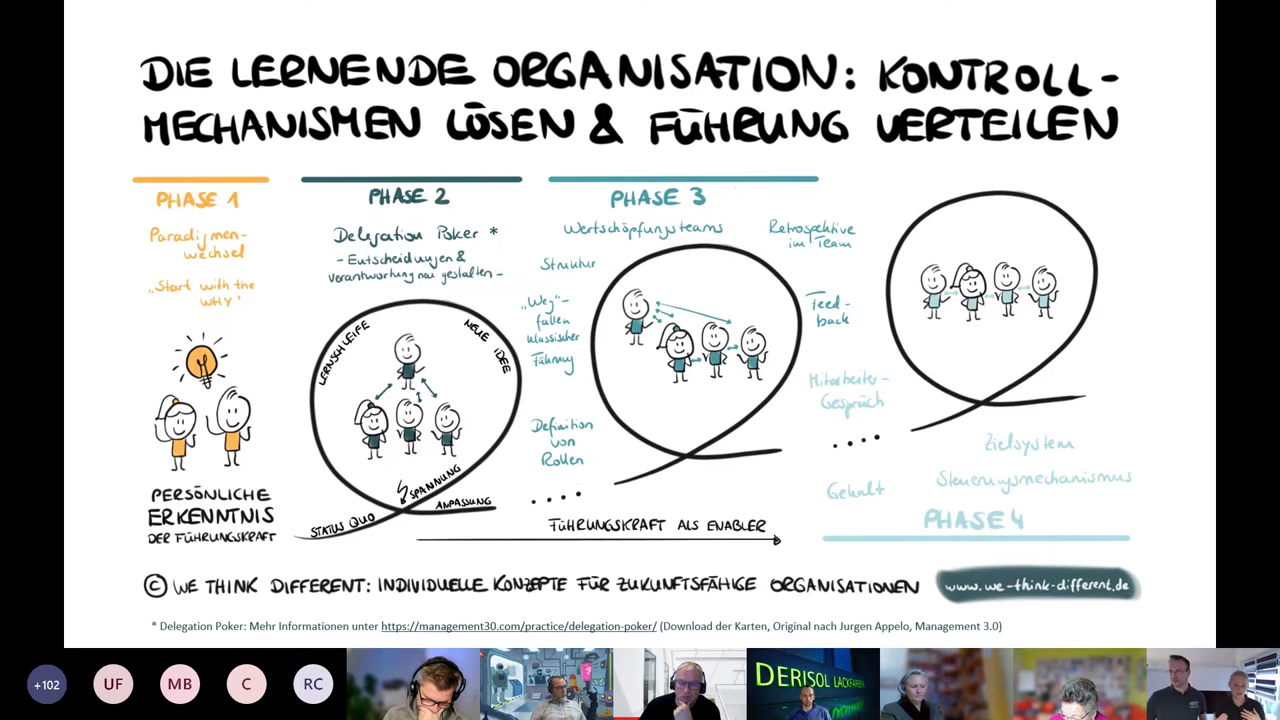 DIE LERNENDE ORGANISATION: KONTROLL-
MECHANISMEN LÖSEN & FÜHRUNG VERTEILEN
PHASE 1
Paradigmen-
wechsel
„Start with the
WHY"
PERSÖNLICHE
ERKENNTNIS
DER FÜHRUNGSKRAFT
PHASE 2
Delegation Poker *
- Entscheidungen &
Verantwortung neu gestalten -
LERNSCHLEIFE
NEUE IDEE
SPANNUNG
ANPASSUNG
STATUS QUO
PHASE 3
Wertschöpfungsteams
Struktur
„Weg"-
fallen
klassischer
Führung
Definition
von
Rollen
....
FÜHRUNGSKRAFT ALS ENABLER
Retrospektive
im Team
Feed-
back
Mitarbeiter-
Gespräch
....
Gehalt
Zielsystem
Steuerungsmechanismus
PHASE 4
© WE THINK DIFFERENT: INDIVIDUELLE KONZEPTE FÜR ZUKUNFTSFÄHIGE ORGANISATIONEN
www.we-think-different.de
* Delegation Poker: Mehr Informationen unter https://management30.com/practice/delegation-poker/ (Download der Karten, Original nach Jurgen Appelo, Management 3.0)
+102
UF
MB
C
RC
DERISOL LACKFARBEN